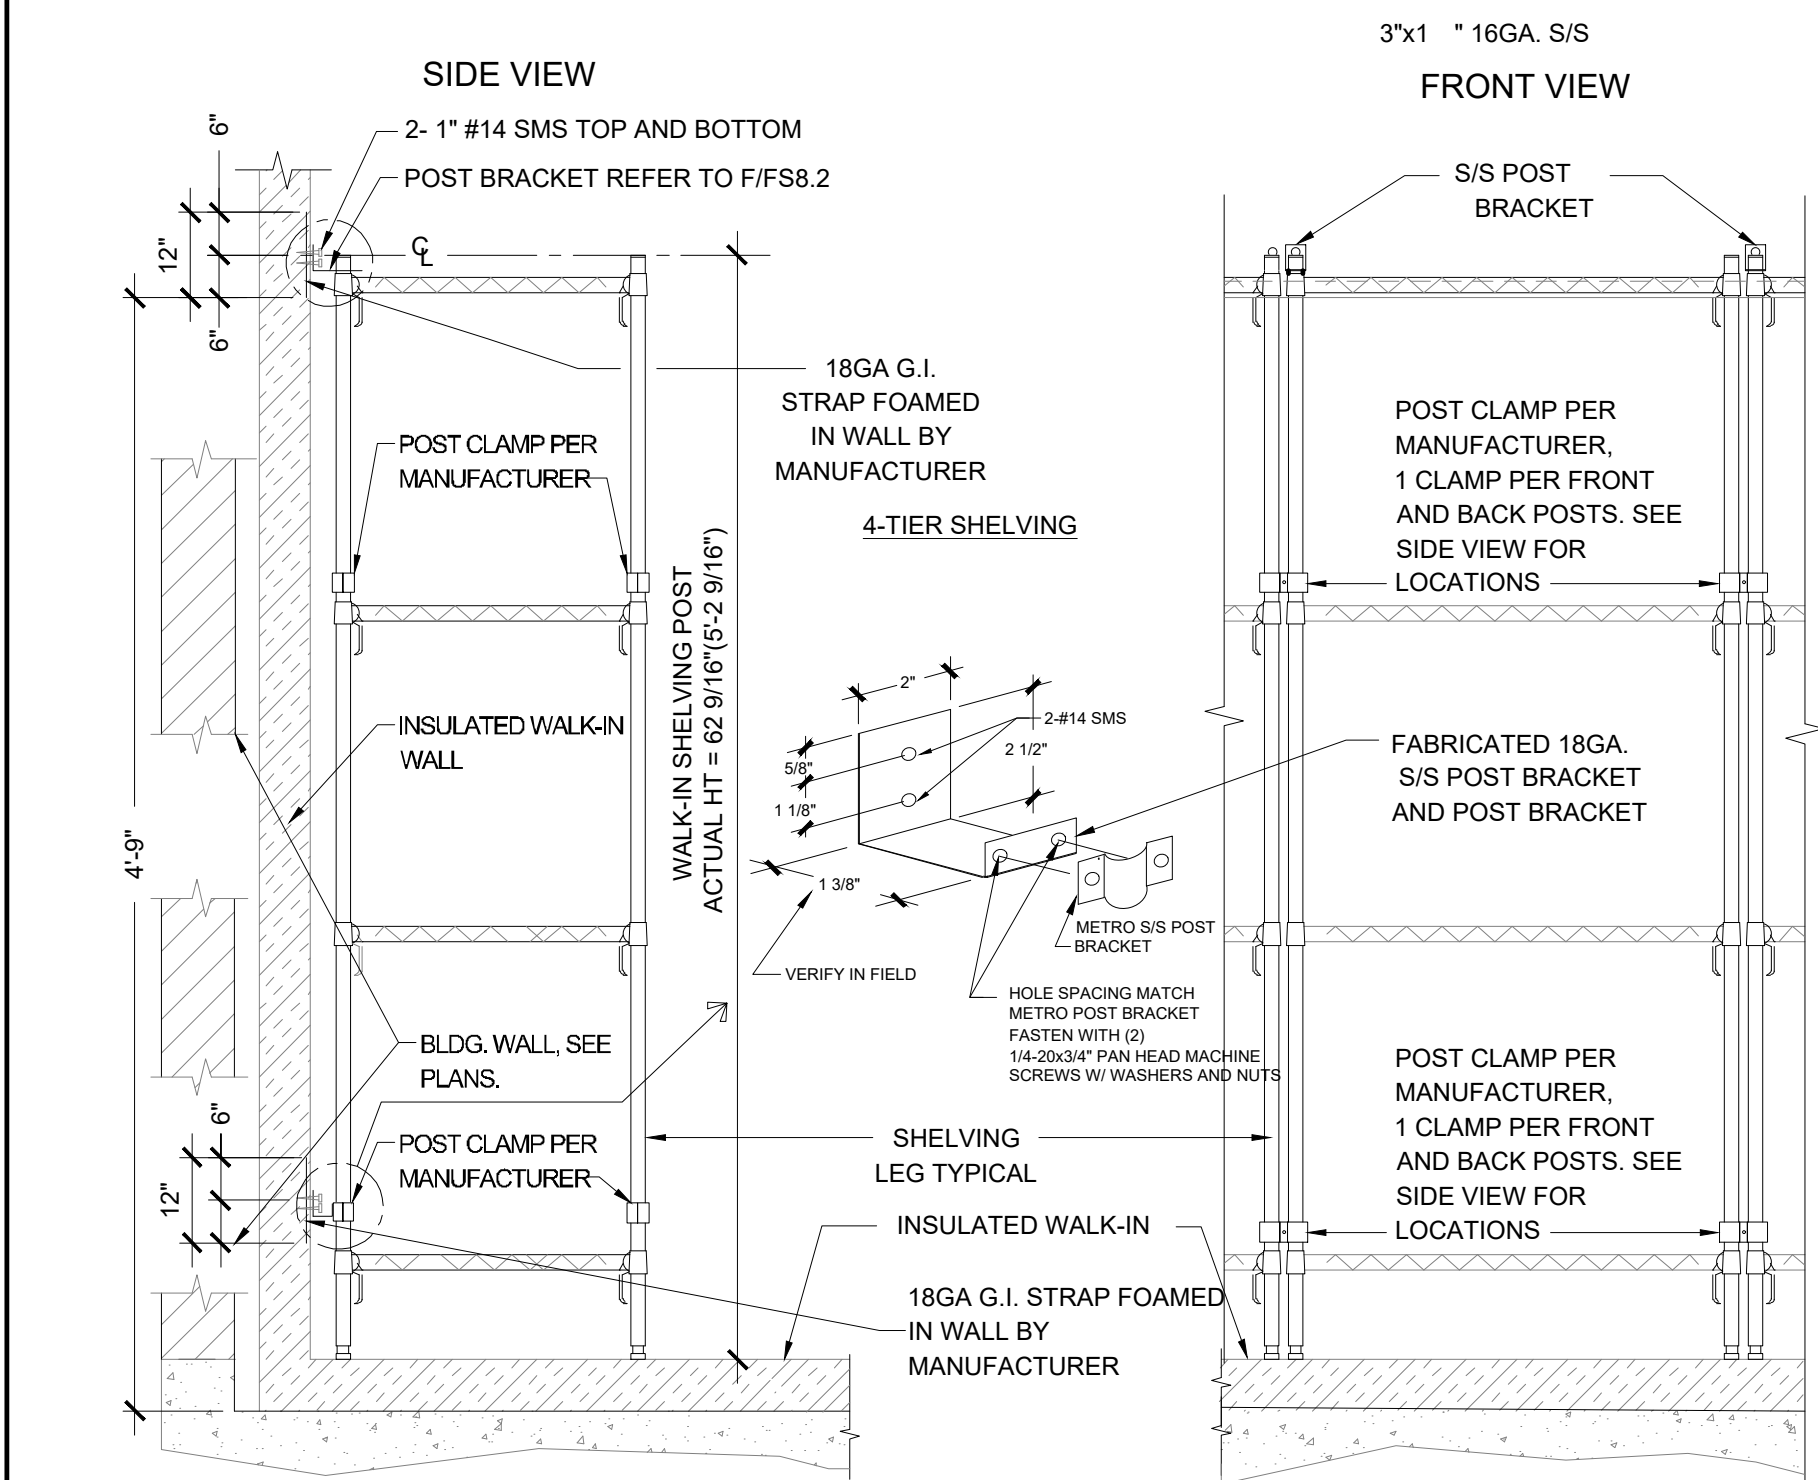 3"x1 " 16GA. S/S
SIDE VIEW
FRONT VIEW
2- 1" #14 SMS TOP AND BOTTOM
POST BRACKET REFER TO F/FS8.2
S/S POST
BRACKET
6"
12"
6"
CL
18GA G.I.
STRAP FOAMED
IN WALL BY
MANUFACTURER
POST CLAMP PER
MANUFACTURER
POST CLAMP PER
MANUFACTURER,
1 CLAMP PER FRONT
AND BACK POSTS. SEE
SIDE VIEW FOR
LOCATIONS
4-TIER SHELVING
WALK-IN SHELVING POST
ACTUAL HT = 62 9/16"(5'-2 9/16")
2"
2-#14 SMS
2 1/2"
5/8"
1 1/8"
1 3/8"
INSULATED WALK-IN
WALL
FABRICATED 18GA.
S/S POST BRACKET
AND POST BRACKET
4'-9"
METRO S/S POST
BRACKET
VERIFY IN FIELD
HOLE SPACING MATCH
METRO POST BRACKET
FASTEN WITH (2)
1/4-20x3/4" PAN HEAD MACHINE
SCREWS W/ WASHERS AND NUTS
BLDG. WALL, SEE
PLANS.
POST CLAMP PER
MANUFACTURER,
1 CLAMP PER FRONT
AND BACK POSTS. SEE
SIDE VIEW FOR
LOCATIONS
6"
12"
POST CLAMP PER
MANUFACTURER
SHELVING
LEG TYPICAL
INSULATED WALK-IN
18GA G.I. STRAP FOAMED
IN WALL BY
MANUFACTURER